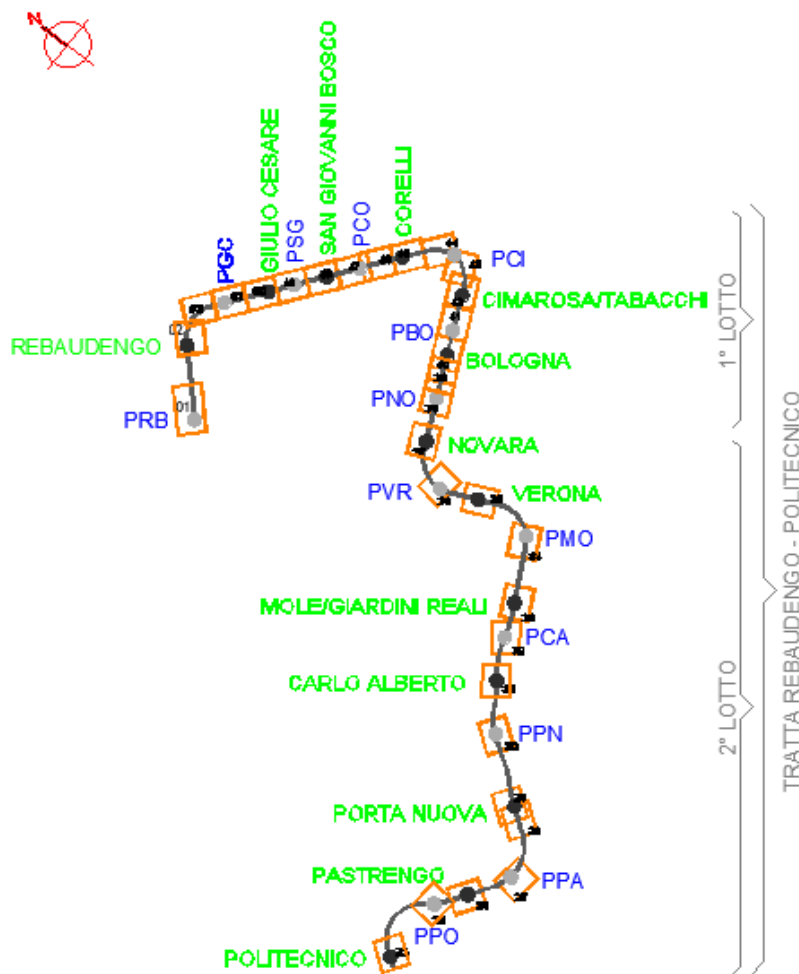 N
GIULIO CESARE
SAN GIOVANNI BOSCO
CORELLI
PGC
PSG
PCO
PCI
CIMAROSA/TABACCHI
02
REBAUDENGO
PBO
BOLOGNA
01
PRB
PNO
NOVARA
PVR
VERONA
PMO
MOLE/GIARDINI REALI
PCA
CARLO ALBERTO
PPN
PORTA NUOVA
PASTRENGO
PPA
PPO
POLITECNICO
1° LOTTO
2° LOTTO
TRATTA REBAUDENGO - POLITECNICO